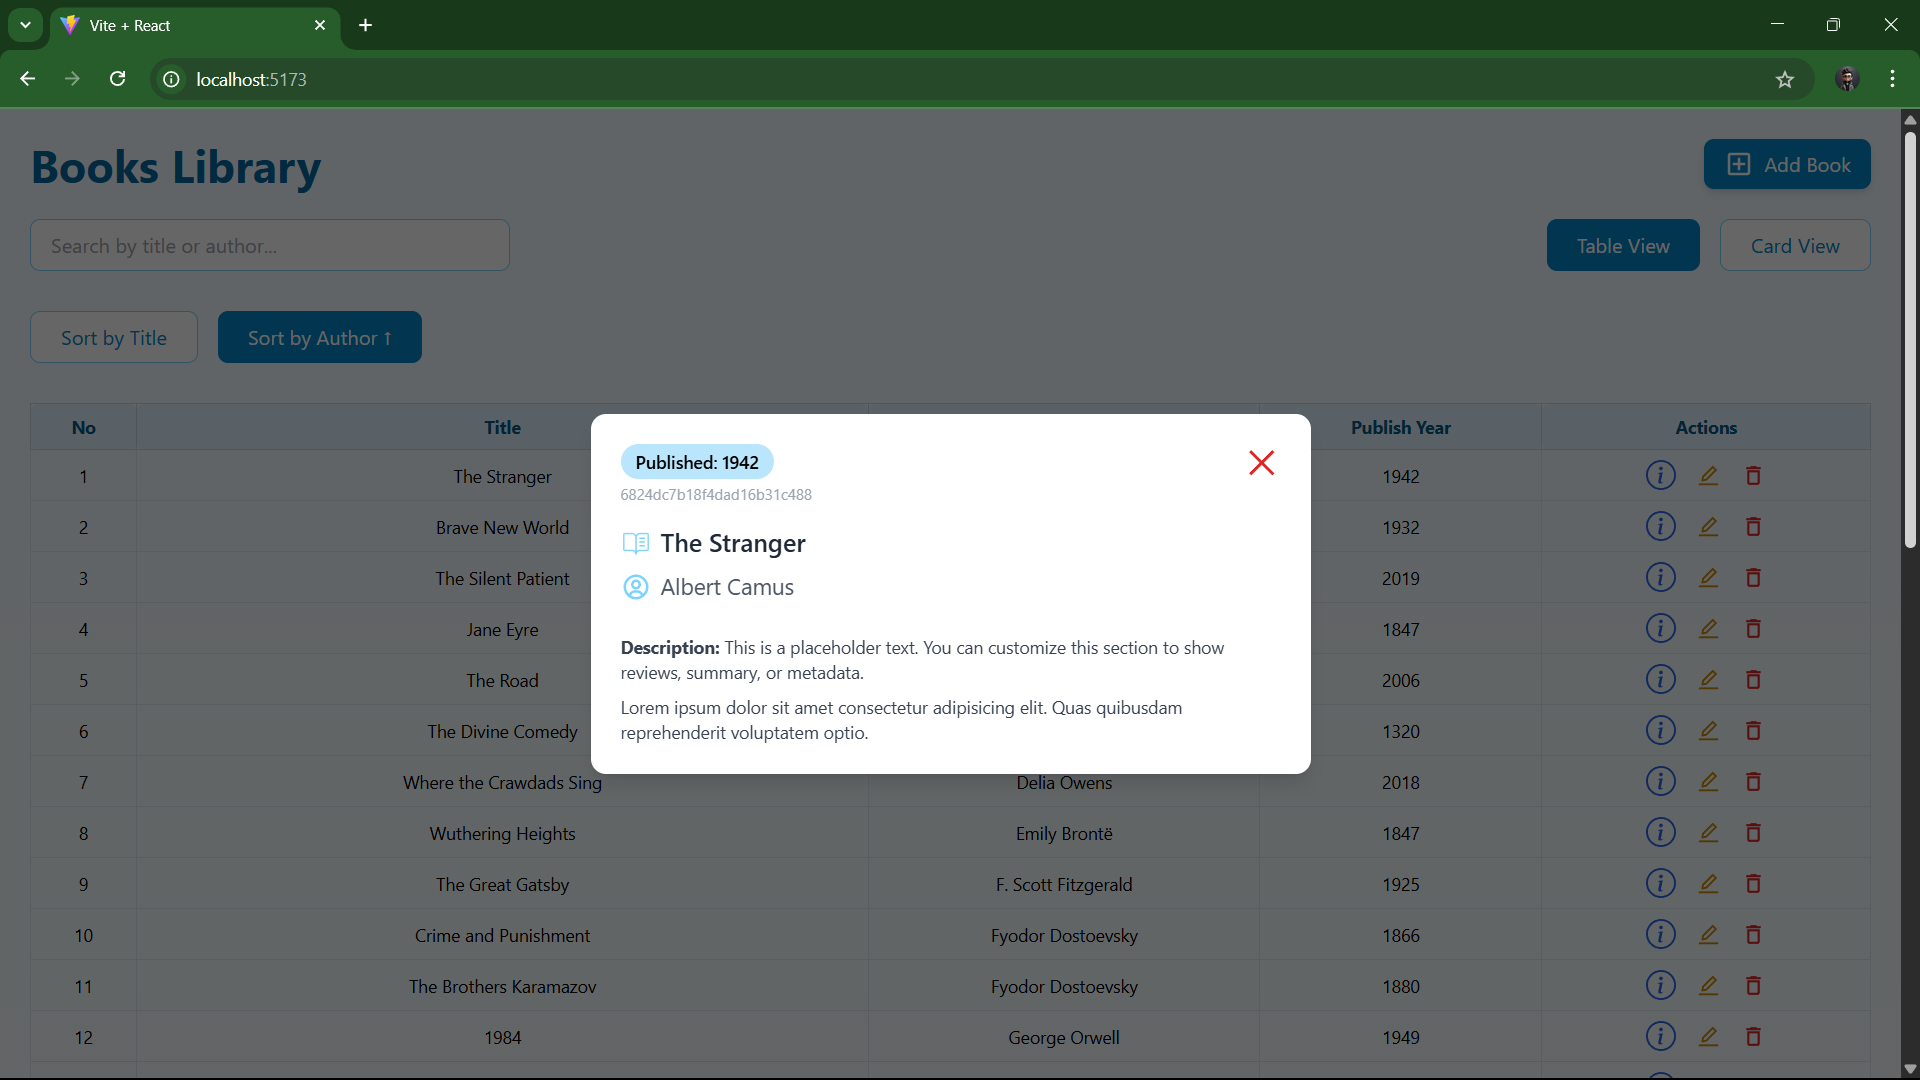 Vite + React
localhost:5173
Books Library
Add Book
Search by title or author...
Table View
Card View
Sort by Title
Sort by Author ↑
No Title Publish Year Actions
1 The Stranger 1942
2 Brave New World 1932
3 The Silent Patient 2019
4 Jane Eyre 1847
5 The Road 2006
6 The Divine Comedy 1320
7 Where the Crawdads Sing Delia Owens 2018
8 Wuthering Heights Emily Brontë 1847
9 The Great Gatsby F. Scott Fitzgerald 1925
10 Crime and Punishment Fyodor Dostoevsky 1866
11 The Brothers Karamazov Fyodor Dostoevsky 1880
12 1984 George Orwell 1949
Published: 1942
6824dc7b18f4dad16b31c488
The Stranger
Albert Camus
Description: This is a placeholder text. You can customize this section to show
reviews, summary, or metadata.
Lorem ipsum dolor sit amet consectetur adipisicing elit. Quas quibusdam
reprehenderit voluptatem optio.